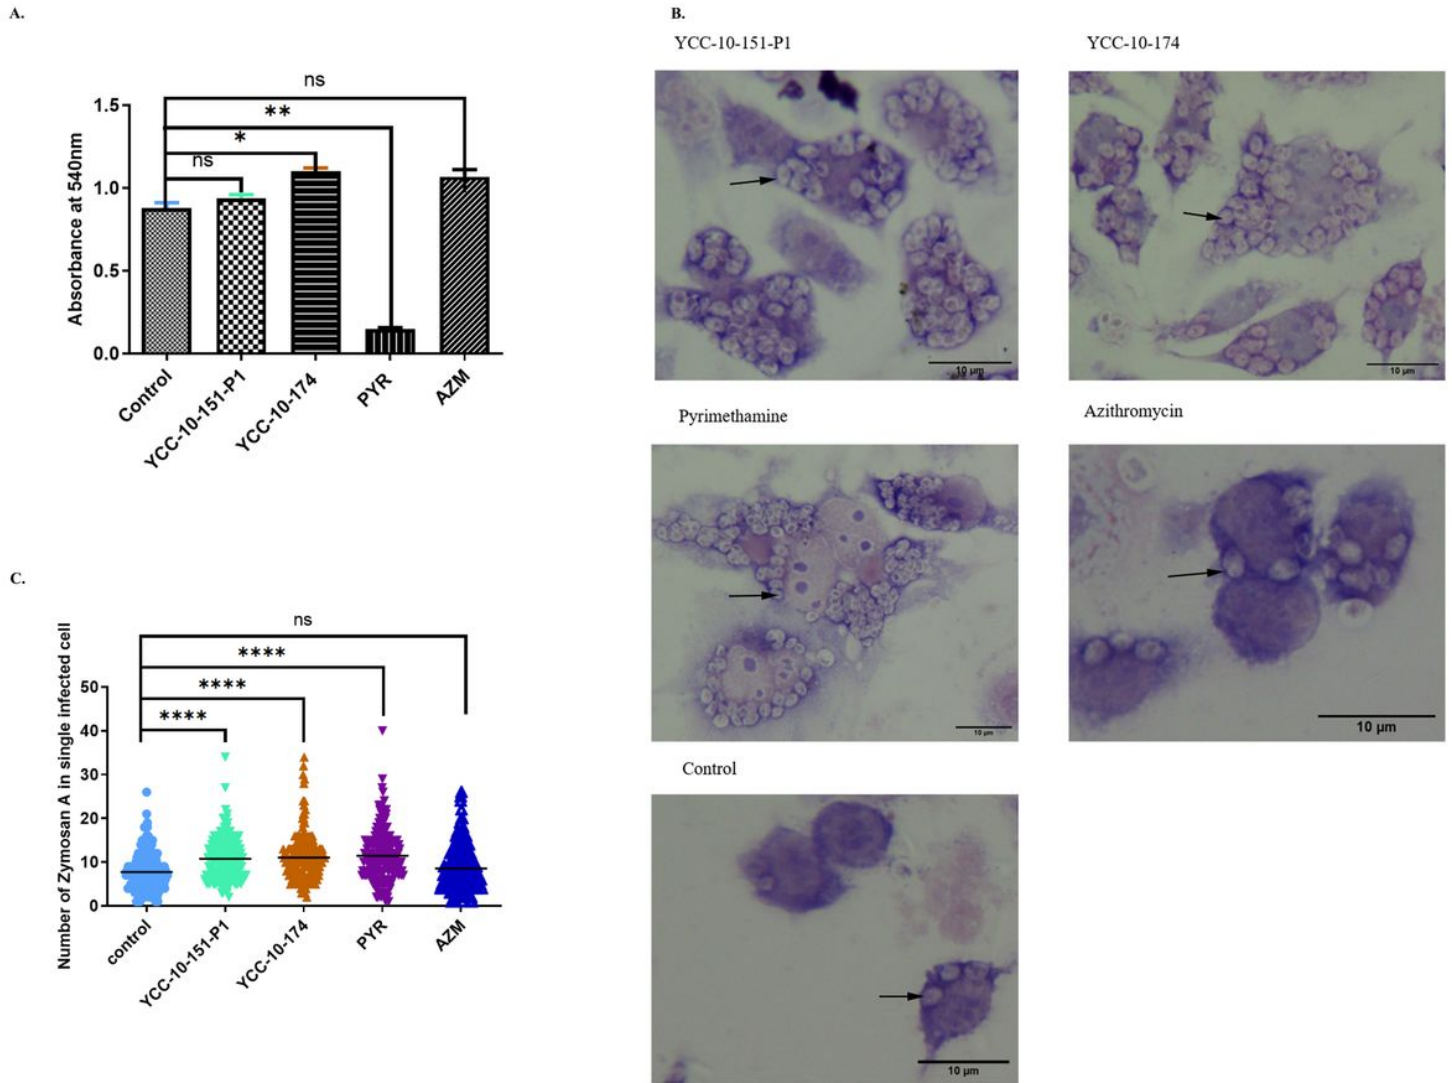 A.
ns
**
*
ns
1.5
1.0
0.5
0.0
Absorbance at 540nm
Control
YCC-10-151-P1
YCC-10-174
PYR
AZM
B.
YCC-10-151-P1
YCC-10-174
10 µm
10 µm
Pyrimethamine
Azithromycin
10 µm
10 µm
Control
10 µm
C.
ns
****
****
****
50
40
30
20
10
0
Number of Zymosan A in single infected cell
control
YCC-10-151-P1
YCC-10-174
PYR
AZM